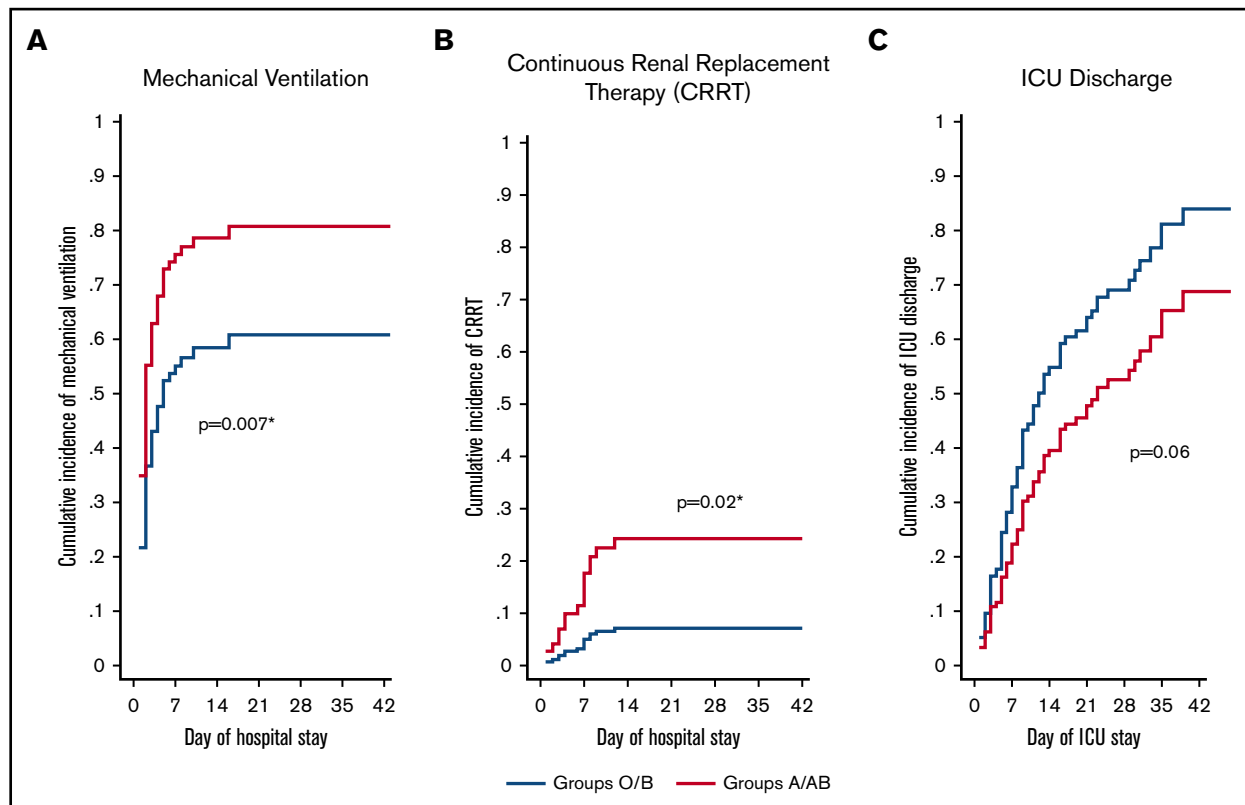 A
Mechanical Ventilation
Cumulative incidence of mechanical ventilation
1
.9
.8
.7
.6
.5
.4
.3
.2
.1
0
p=0.007*
0 7 14 21 28 35 42
Day of hospital stay
B
Continuous Renal Replacement
Therapy (CRRT)
Cumulative incidence of CRRT
1
.9
.8
.7
.6
.5
.4
.3
.2
.1
0
p=0.02*
0 7 14 21 28 35 42
Day of hospital stay
C
ICU Discharge
Cumulative incidence of ICU discharge
1
.9
.8
.7
.6
.5
.4
.3
.2
.1
0
p=0.06
0 7 14 21 28 35 42
Day of ICU stay
Groups O/B Groups A/AB